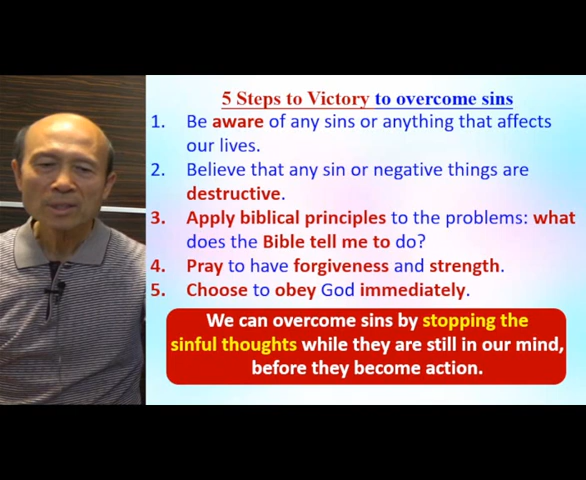 5 Steps to Victory to overcome sins
1. Be aware of any sins or anything that affects
our lives.
2. Believe that any sin or negative things are
destructive.
3. Apply biblical principles to the problems: what
does the Bible tell me to do?
4. Pray to have forgiveness and strength.
5. Choose to obey God immediately.
We can overcome sins by stopping the
sinful thoughts while they are still in our mind,
before they become action.